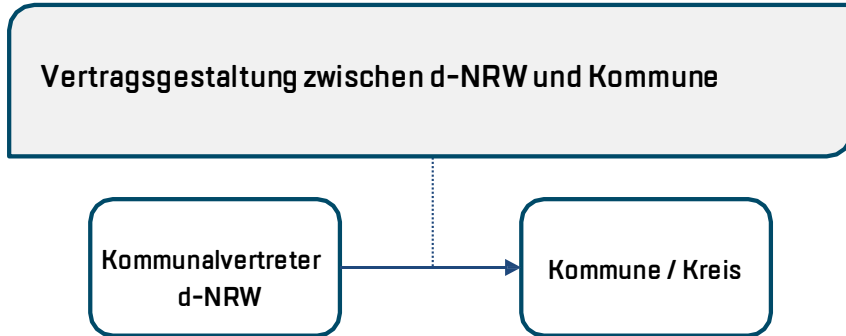 Vertragsgestaltung zwischen d-NRW und Kommune
Kommunalvertreter
d-NRW
Kommune / Kreis